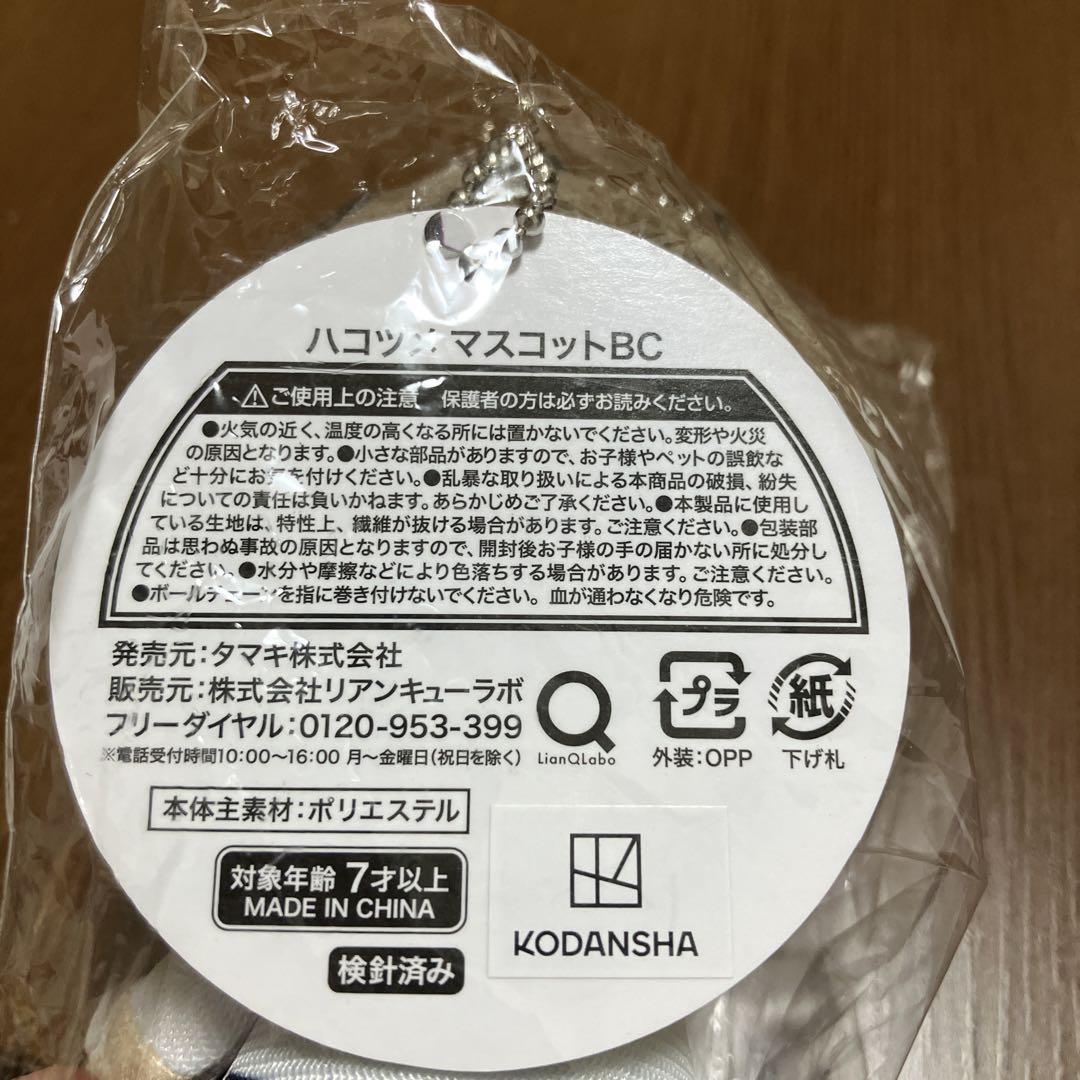 ハコヅメ マスコットBC
⚠ご使用上の注意 保護者の方は必ずお読みください。
●火気の近く、温度の高くなる所には置かないでください。変形や火災
の原因となります。●小さな部品がありますので、お子様やペットの誤飲な
ど十分にお気を付けください。●乱暴な取り扱いによる本商品の破損、紛失
についての責任は負いかねます。あらかじめご了承ください。●本製品に使用し
ている生地は、特性上、繊維が抜ける場合があります。ご注意ください。●包装部
品は思わぬ事故の原因となりますので、開封後お子様の手の届かない所に処分し
てください。●水分や摩擦などにより色落ちする場合があります。ご注意ください。
●ボールチェーンを指に巻き付けないでください。血が通わなくなり危険です。
発売元:タマキ株式会社
販売元:株式会社リアンキューラボ
フリーダイヤル:0120-953-399
※電話受付時間10:00〜16:00 月〜金曜日(祝日を除く)
LianQLabo
プラ
外装:OPP
紙
下げ札
本体主素材:ポリエステル
対象年齢 7才以上
MADE IN CHINA
検針済み
KODANSHA